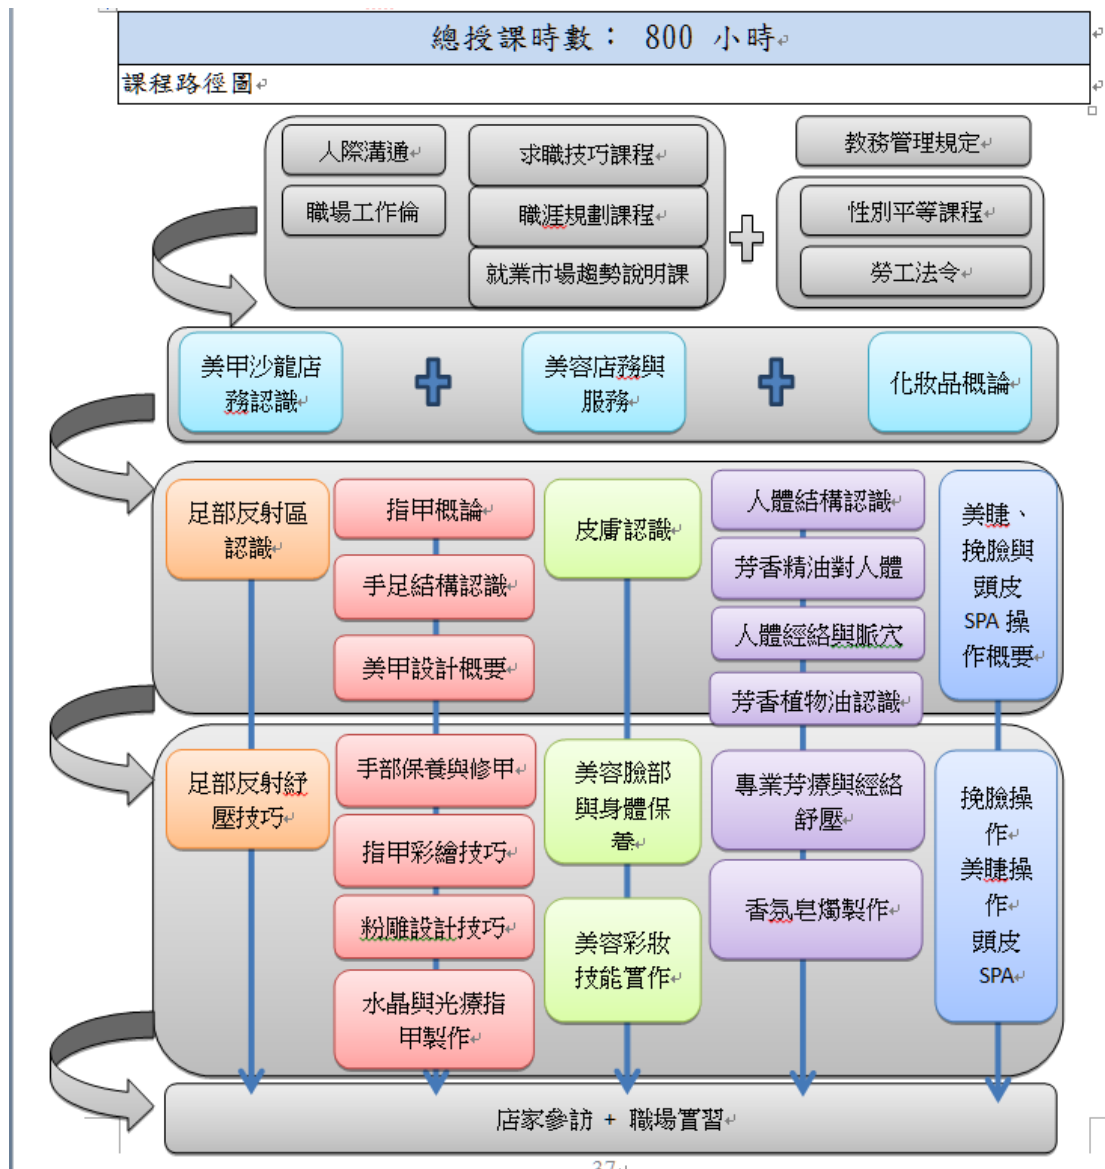 總授課時數： 800 小時
課程路徑圖
人際溝通
求職技巧課程
教務管理規定
職場工作倫
職涯規劃課程
性別平等課程
就業市場趨勢說明課
勞工法令
美甲沙龍店
務認識
美容店務與
服務
化妝品概論
足部反射區
認識
指甲概論
手足結構認識
美甲設計概要
皮膚認識
人體結構認識
芳香精油對人體
人體經絡與脈穴
芳香植物油認識
美睫、
挽臉與
頭皮
SPA 操
作概要
足部反射紓
壓技巧
手部保養與修甲
指甲彩繪技巧
粉雕設計技巧
水晶與光療指
甲製作
美容臉部
與身體保
養
美容彩妝
技能實作
專業芳療與經絡
舒壓
香氛皂燭製作
挽臉操
作
美睫操
作
頭皮
SPA
店家參訪 + 職場實習
37